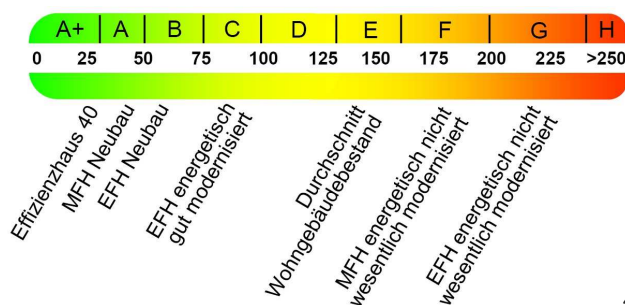 A+ A B C D E F G H
0 25 50 75 100 125 150 175 200 225 >250
Effizienzhaus 40
MFH Neubau
EFH Neubau
EFH energetisch
gut modernisiert
Durchschnitt
Wohngebäudebestand
MFH energetisch nicht
wesentlich modernisiert
EFH energetisch nicht
wesentlich modernisiert